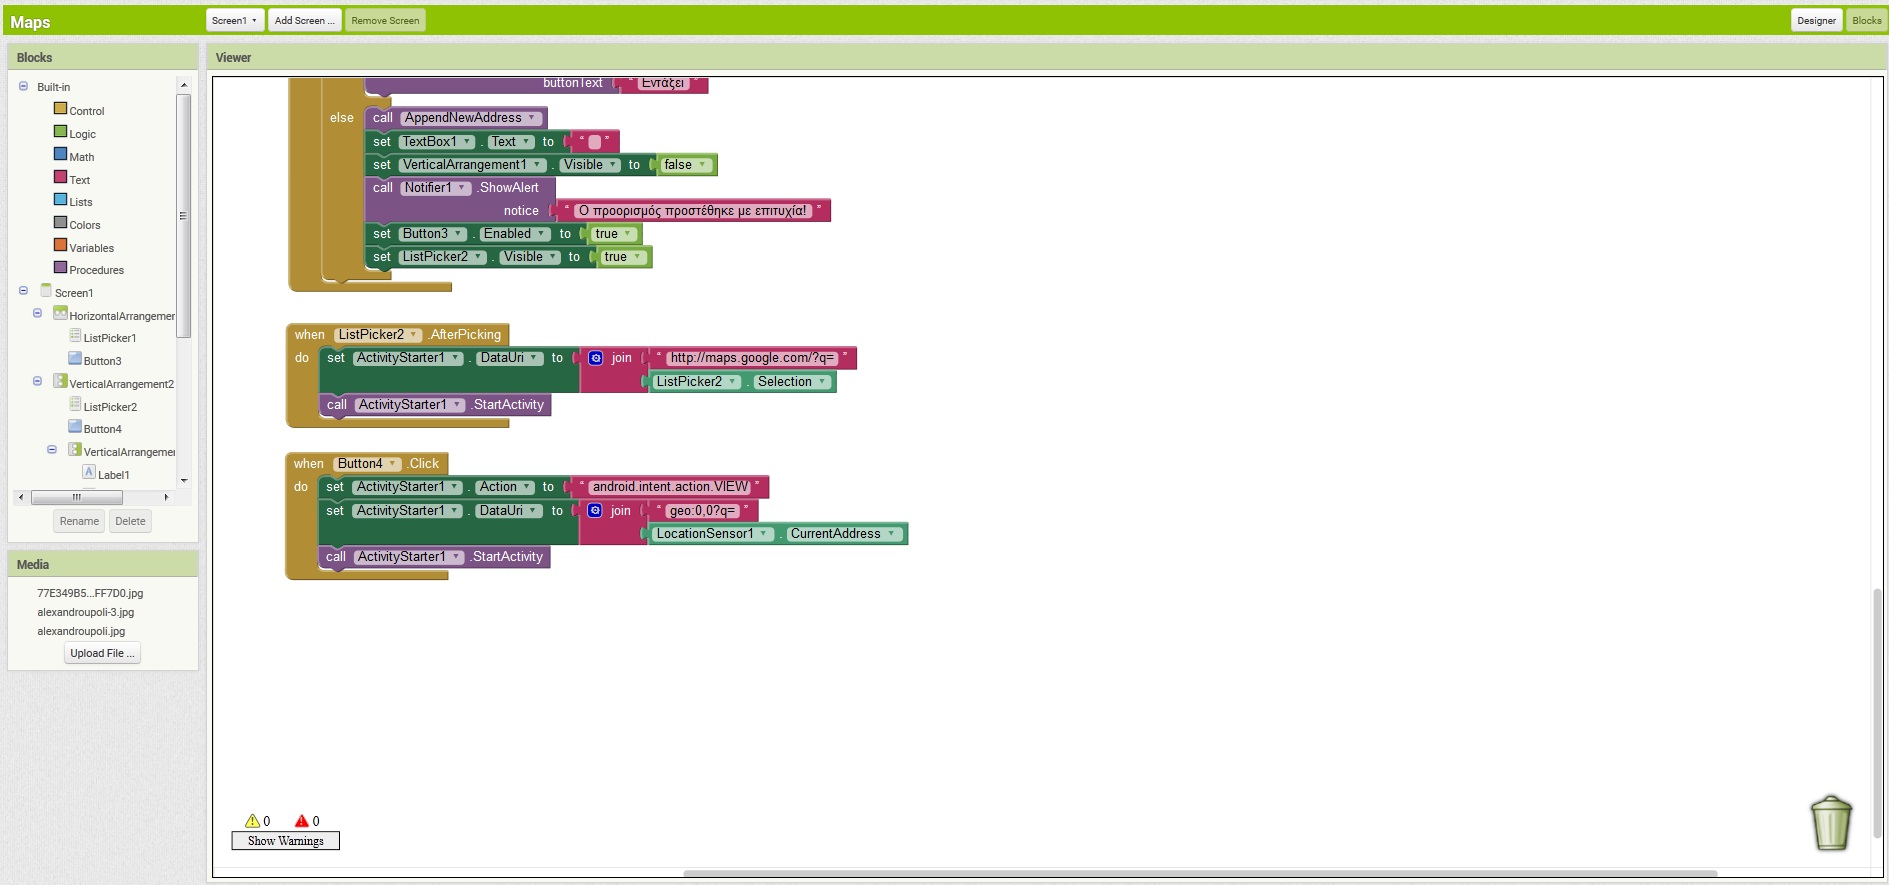 Maps
Screen1
Add Screen ...
Remove Screen
Designer
Blocks
Blocks
Built-in
Control
Logic
Math
Text
Lists
Colors
Variables
Procedures
Screen1
HorizontalArrangemer
ListPicker1
Button3
VerticalArrangement2
ListPicker2
Button4
VerticalArrangemer
Label1
Rename
Delete
Media
77E349B5...FF7D0.jpg
alexandroupoli-3.jpg
alexandroupoli.jpg
Upload File ...
Viewer
buttonText " Εντάξει "
else call AppendNewAddress
set TextBox1 . Text to " "
set VerticalArrangement1 . Visible to false
call Notifier1 .ShowAlert
notice " Ο προορισμός προστέθηκε με επιτυχία! "
set Button3 . Enabled to true
set ListPicker2 . Visible to true
when ListPicker2 .AfterPicking
do set ActivityStarter1 . DataUri to join " http://maps.google.com/?q= "
ListPicker2 . Selection
call ActivityStarter1 .StartActivity
when Button4 .Click
do set ActivityStarter1 . Action to " android.intent.action.VIEW "
set ActivityStarter1 . DataUri to join " geo:0,0?q= "
LocationSensor1 . CurrentAddress
call ActivityStarter1 .StartActivity
0 0
Show Warnings